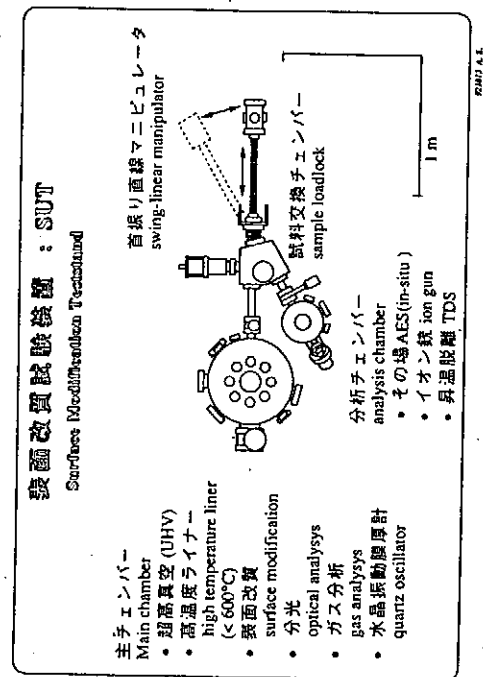 表面改質試験装置 : SUT
Surface Modification Teststand
首振り直線マニピュレータ
swing-linear manipulator
試料交換チェンバー
sample loadlock
主チェンバー
Main chamber
• 超高真空 (UHV)
• 高温度ライナー
high temperature liner
(< 600°C)
• 表面改質
surface modification
• 分光
optical analysys
• ガス分析
gas analysys
• 水晶振動膜厚計
quartz oscillator
分析チェンバー
analysis chamber
• その場AES(in-situ)
• イオン銃 ion gun
• 昇温脱離 TDS
1 m